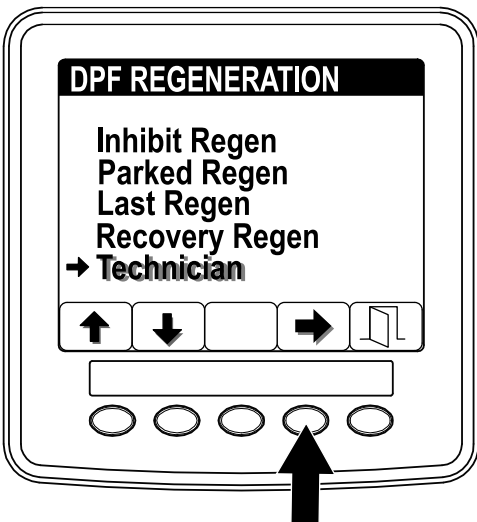 DPF REGENERATION
Inhibit Regen
Parked Regen
Last Regen
Recovery Regen
Technician